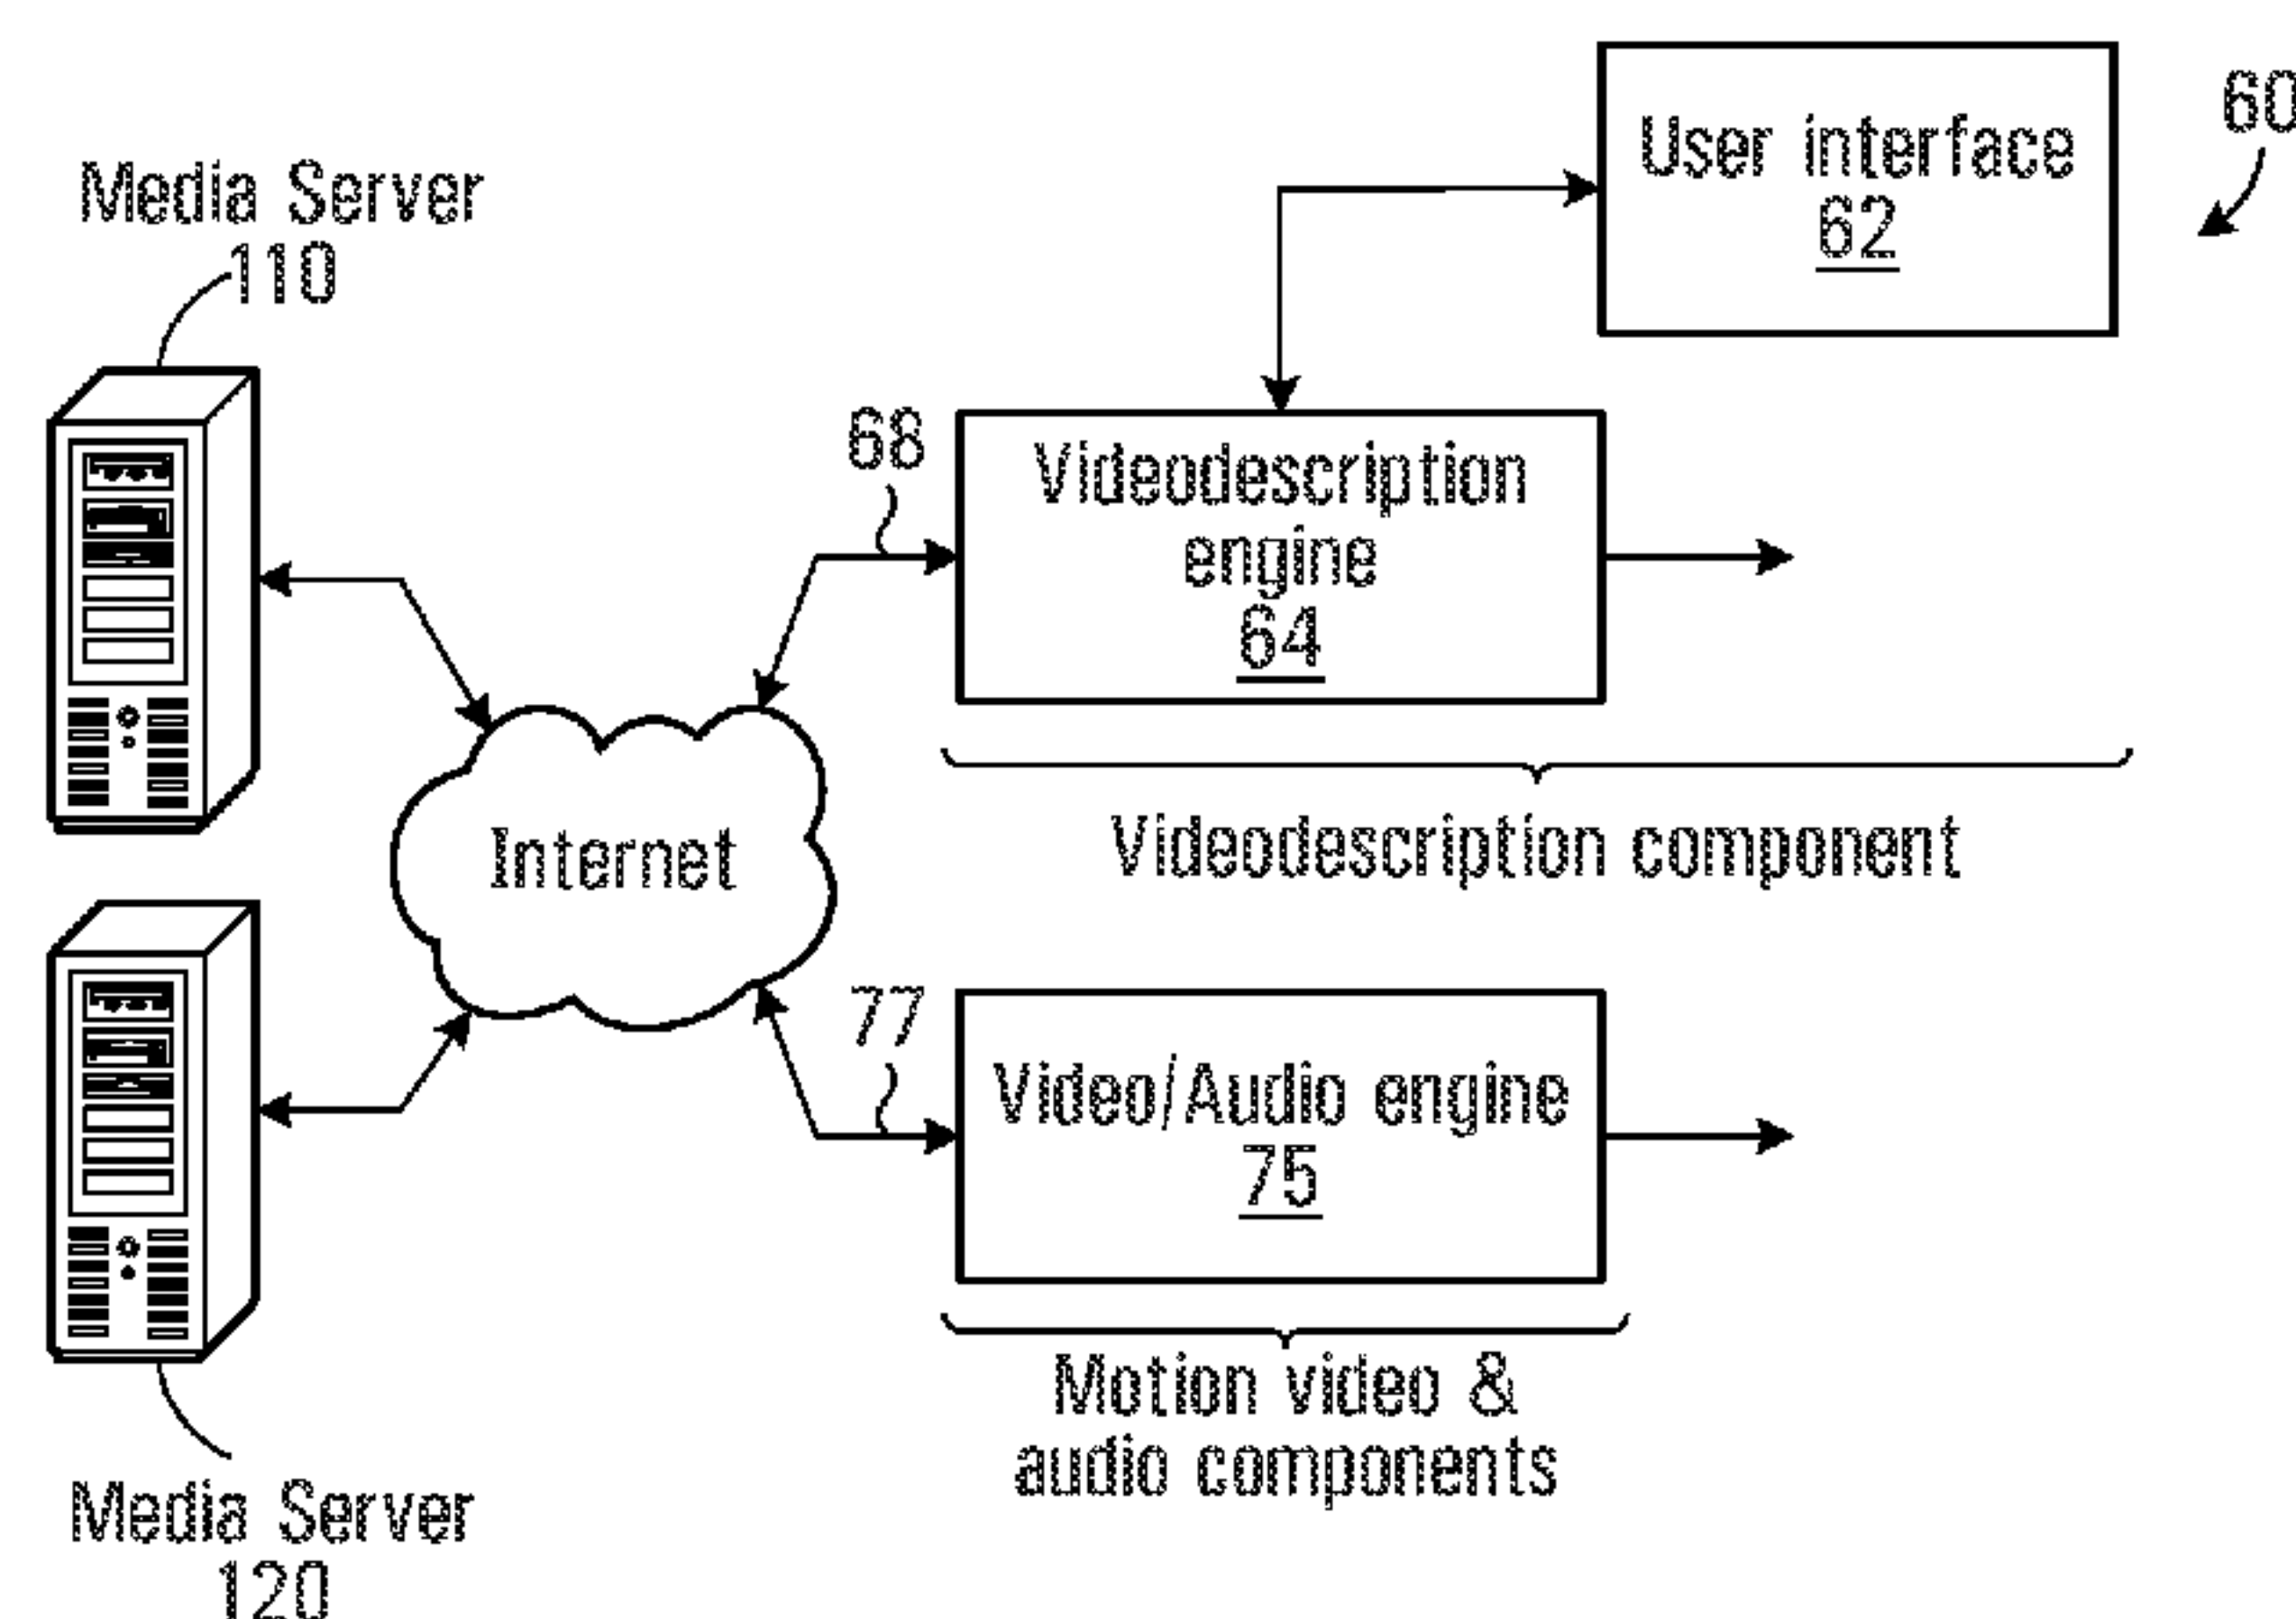 60
User interface
62
Media Server
110
68
Videodescription
engine
64
Videodescription component
Internet
77
Video/Audio engine
75
Motion video &
audio components
Media Server
120